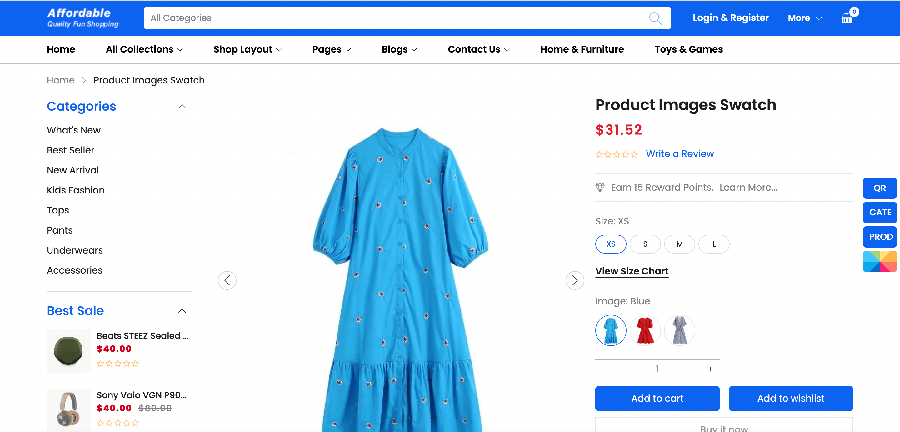 Affordable
Quality Fun Shopping
All Categories
Login & Register
More
0
Home
All Collections
Shop Layout
Pages
Blogs
Contact Us
Home & Furniture
Toys & Games
Home > Product Images Swatch
Categories
What's New
Best Seller
New Arrival
Kids Fashion
Tops
Pants
Underwears
Accessories
Best Sale
Beats STEEZ Sealed ...
$40.00
Sony Vaio VGN P90...
$40.00 $80.00
Product Images Swatch
$31.52
Write a Review
Earn 15 Reward Points. Learn More...
Size: XS
XS
S
M
L
View Size Chart
Image: Blue
1
Add to cart
Add to wishlist
Buy it now
QR
CATE
PROD